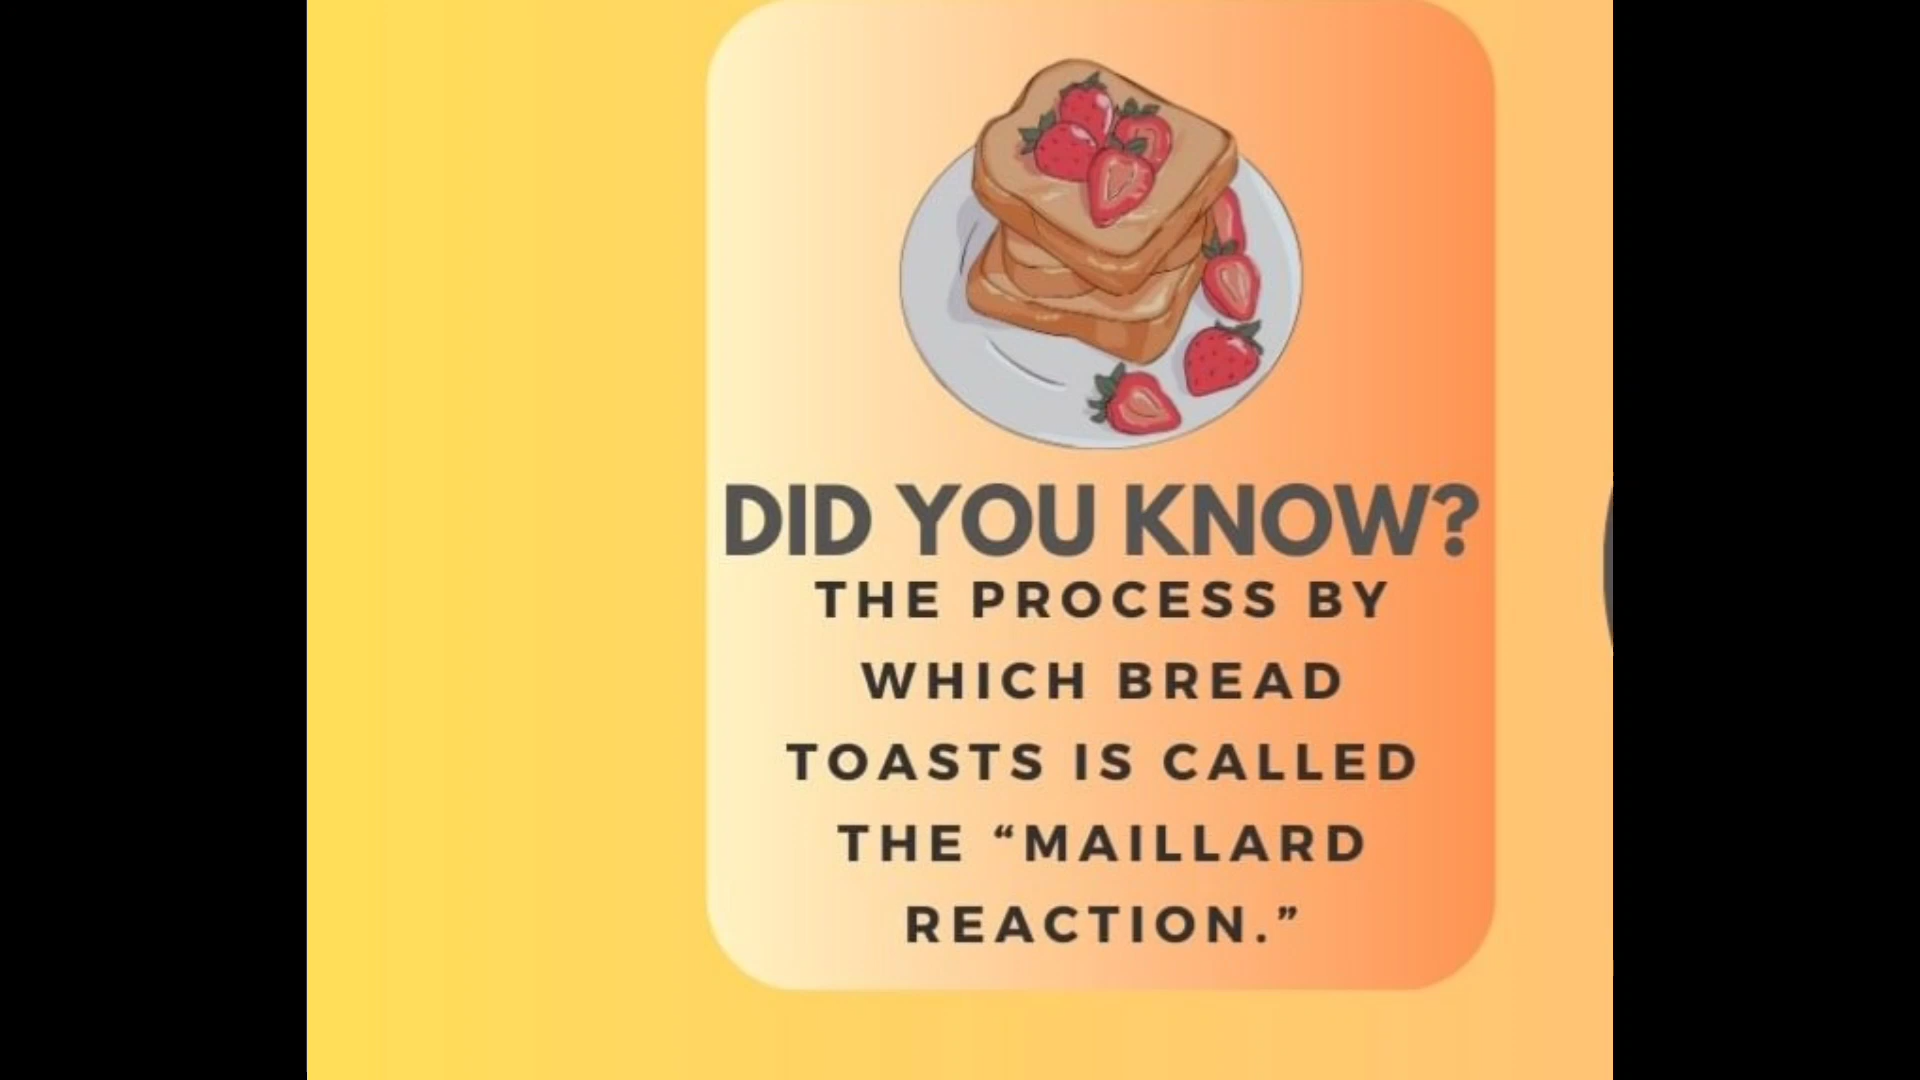 DID YOU KNOW?
THE PROCESS BY
WHICH BREAD
TOASTS IS CALLED
THE “MAILLARD
REACTION.”